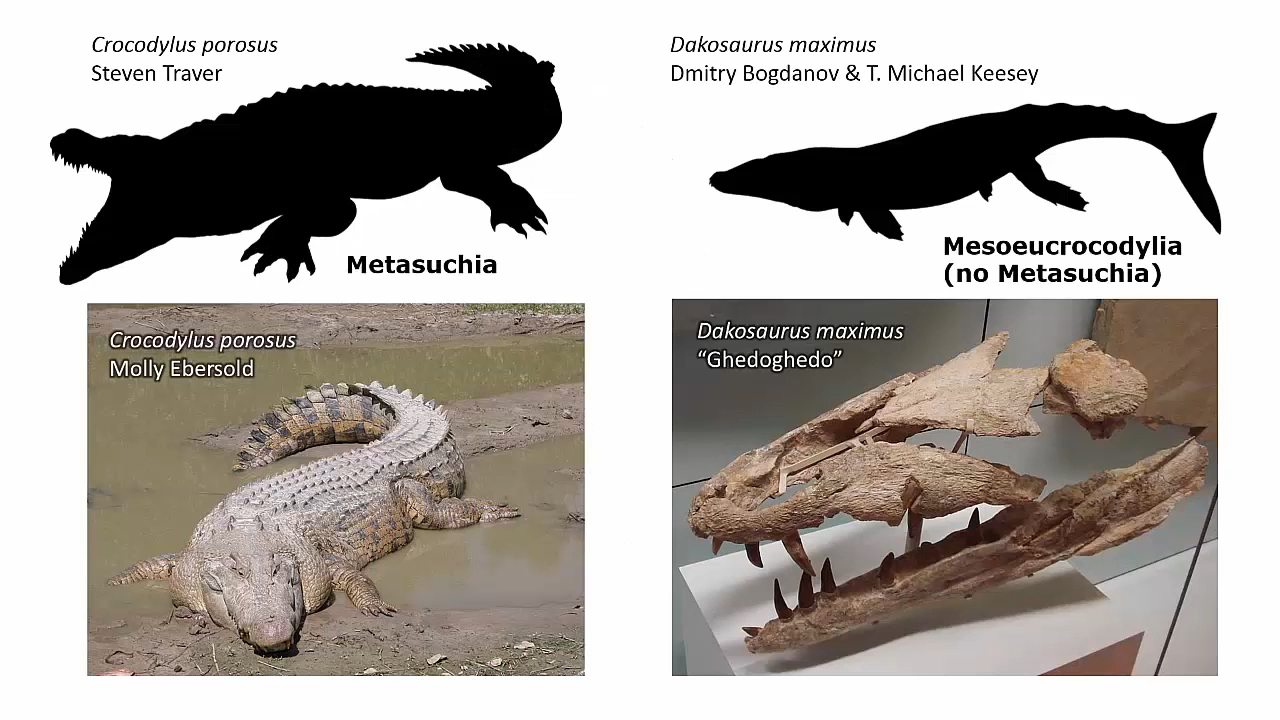 Crocodylus porosus
Steven Traver
Metasuchia
Dakosaurus maximus
Dmitry Bogdanov & T. Michael Keesey
Mesoeucrocodylia
(no Metasuchia)
Crocodylus porosus
Molly Ebersold
Dakosaurus maximus
“Ghedoghedo”